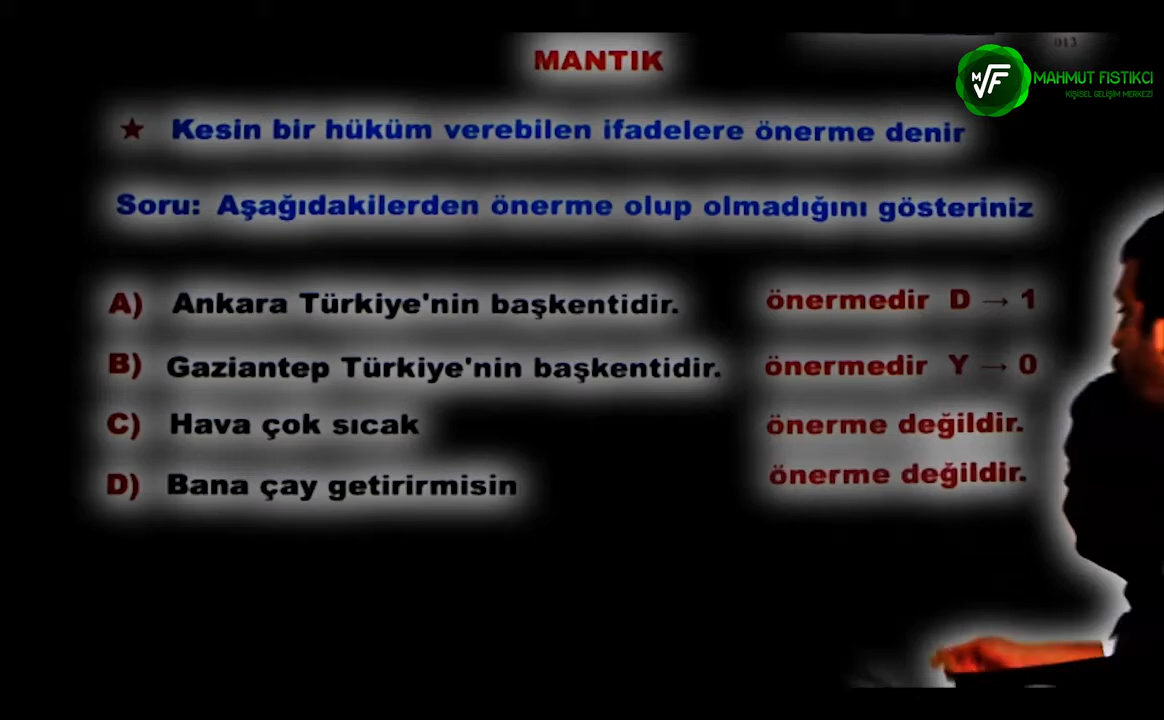 013
MANTIK
MAHMUT FISTIKCI
KİŞİSEL GELİŞİM MERKEZİ
★ Kesin bir hüküm verebilen ifadelere önerme denir
Soru: Aşağıdakilerden önerme olup olmadığını gösteriniz
A) Ankara Türkiye'nin başkentidir. önermedir D → 1
B) Gaziantep Türkiye'nin başkentidir. önermedir Y → 0
C) Hava çok sıcak önerme değildir.
D) Bana çay getirirmisin önerme değildir.